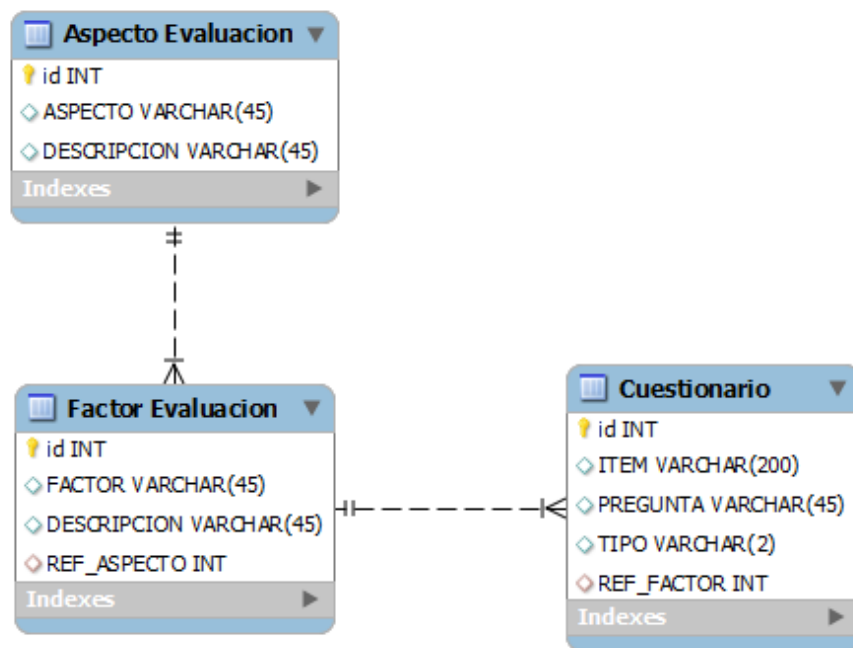 Aspecto Evaluacion
id INT
ASPECTO VARCHAR(45)
DESCRIPCION VARCHAR(45)
Indexes
Factor Evaluacion
id INT
FACTOR VARCHAR(45)
DESCRIPCION VARCHAR(45)
REF_ASPECTO INT
Indexes
Cuestionario
id INT
ITEM VARCHAR(200)
PREGUNTA VARCHAR(45)
TIPO VARCHAR(2)
REF_FACTOR INT
Indexes